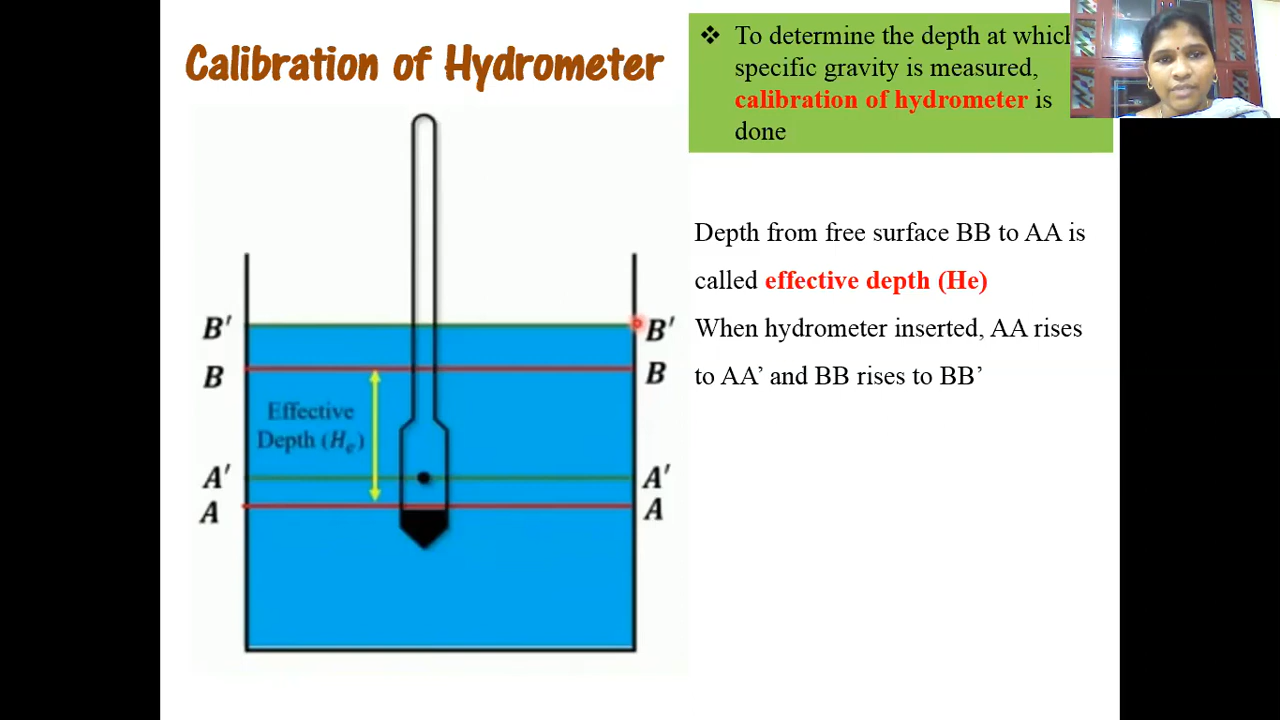 Calibration of Hydrometer
❖ To determine the depth at which
specific gravity is measured,
calibration of hydrometer is
done
Depth from free surface BB to AA is
called effective depth (He)
When hydrometer inserted, AA rises
to AA’ and BB rises to BB’
B′ B′
B B
Effective
Depth (He)
A′ A′
A A